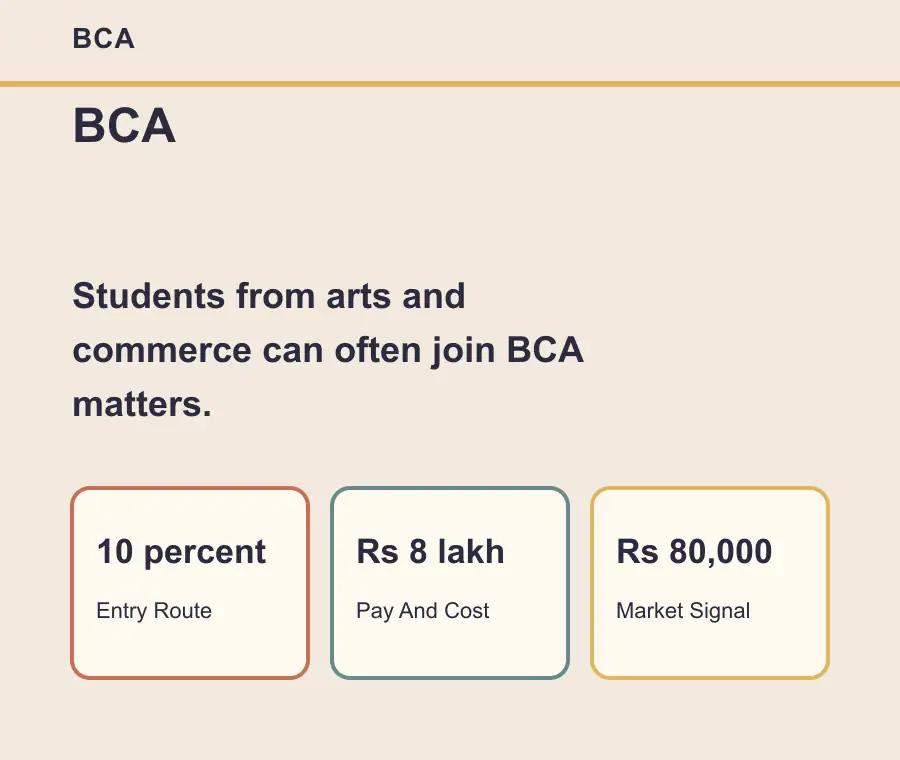 BCA
BCA
Students from arts and
commerce can often join BCA
matters.
10 percent
Entry Route
Rs 8 lakh
Pay And Cost
Rs 80,000
Market Signal